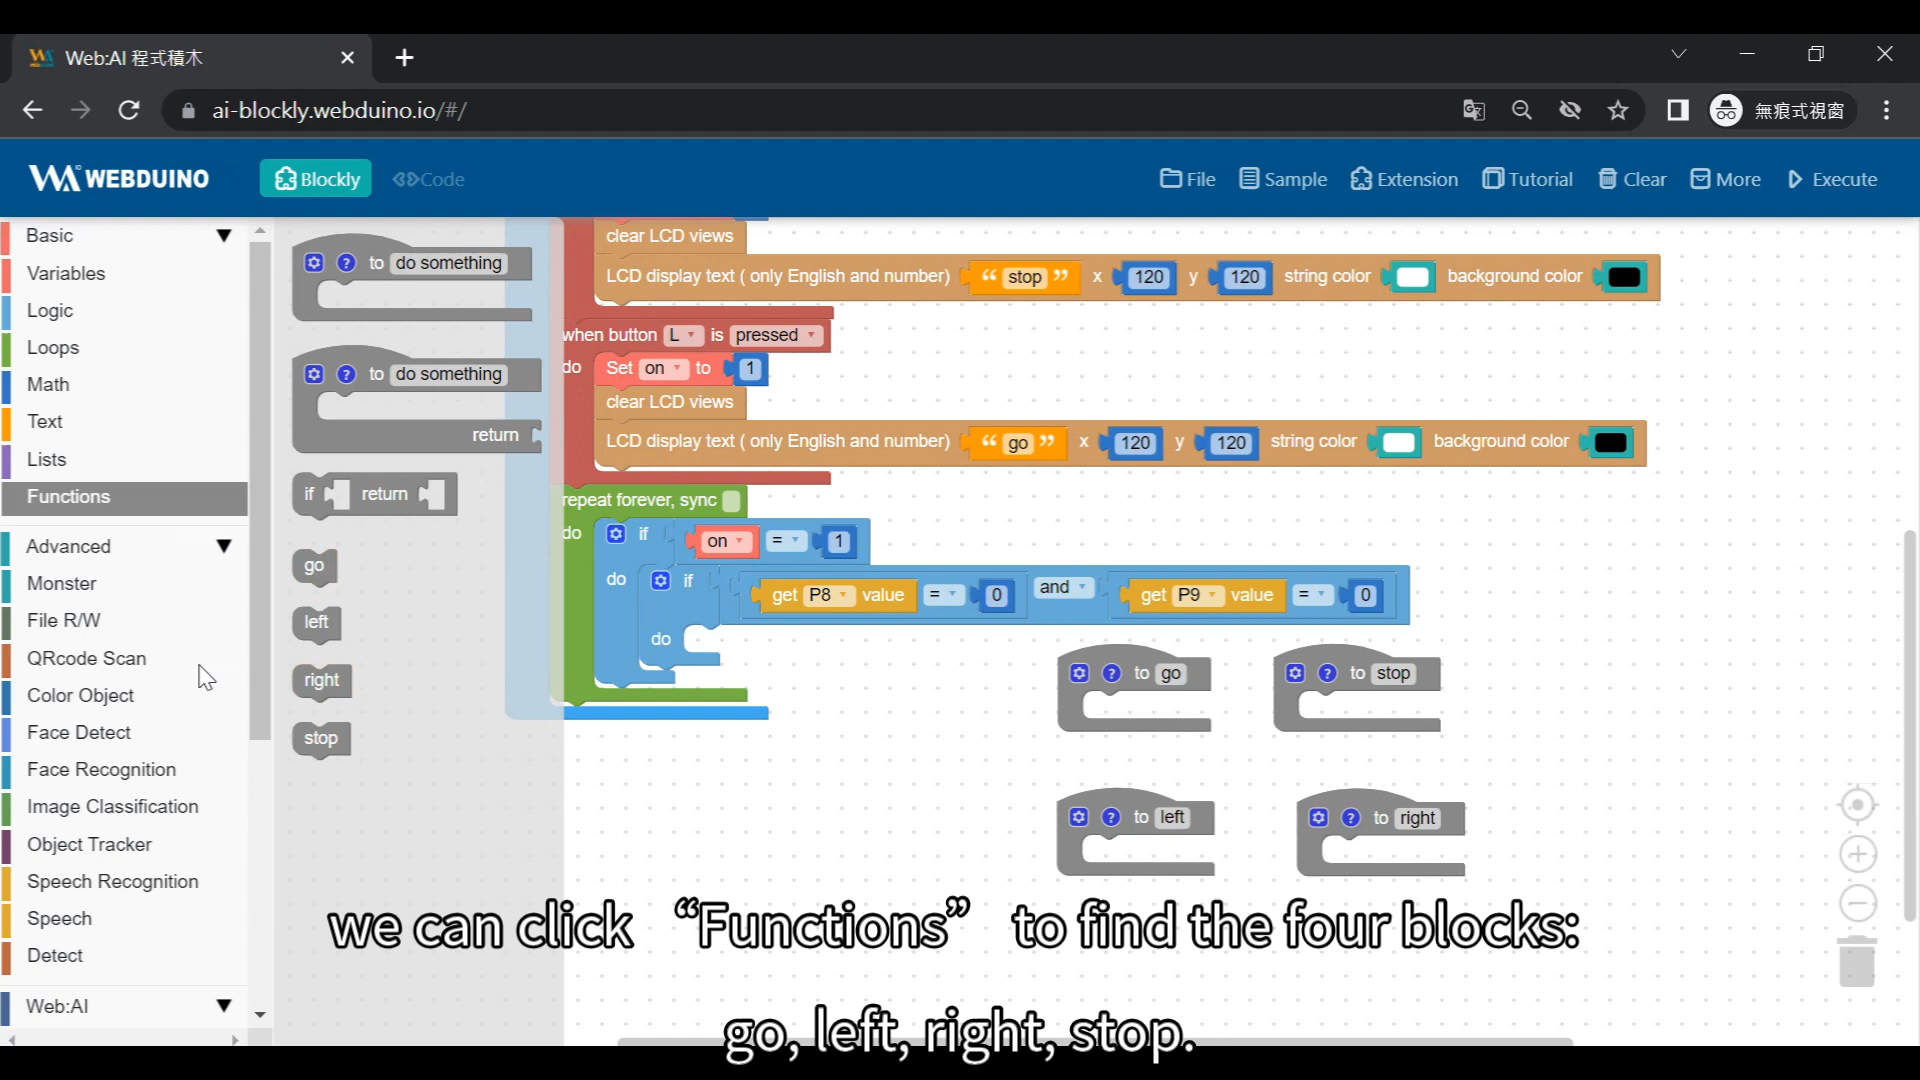 Web:AI 程式積木
ai-blockly.webduino.io/#/
無痕式視窗
WEBDUINO
Blockly
Code
File
Sample
Extension
Tutorial
Clear
More
Execute
Basic
Variables
Logic
Loops
Math
Text
Lists
Functions
Advanced
Monster
File R/W
QRcode Scan
Color Object
Face Detect
Face Recognition
Image Classification
Object Tracker
Speech Recognition
Speech
Detect
Web:AI
? to do something
? to do something
return
if return
go
left
right
stop
clear LCD views
LCD display text ( only English and number) “ stop ” x 120 y 120 string color background color
when button L is pressed
do Set on to 1
clear LCD views
LCD display text ( only English and number) “ go ” x 120 y 120 string color background color
repeat forever, sync
do if on = 1
do if get P8 value = 0 and get P9 value = 0
do
? to go
? to stop
? to left
? to right
we can click “Functions” to find the four blocks:
go, left, right, stop.